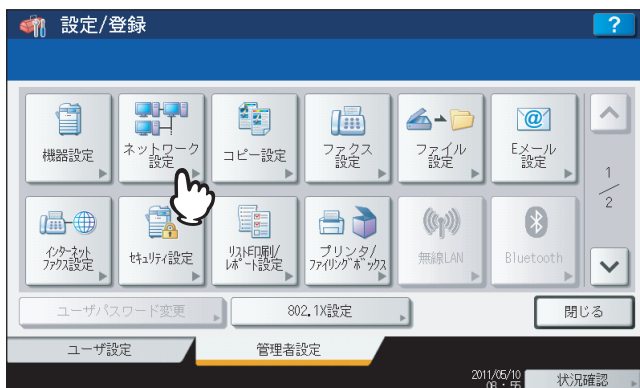 設定/登録
?
機器設定
ネットワーク
設定
コピー設定
ファクス
設定
ファイル
設定
Eメール
設定
1
2
インターネット
ファクス設定
セキュリティ設定
リスト印刷/
レポート設定
プリンタ/
ファイリングボックス
無線LAN
Bluetooth
ユーザパスワード変更
802.1X設定
閉じる
ユーザ設定
管理者設定
2011/05/10
08:55
状況確認